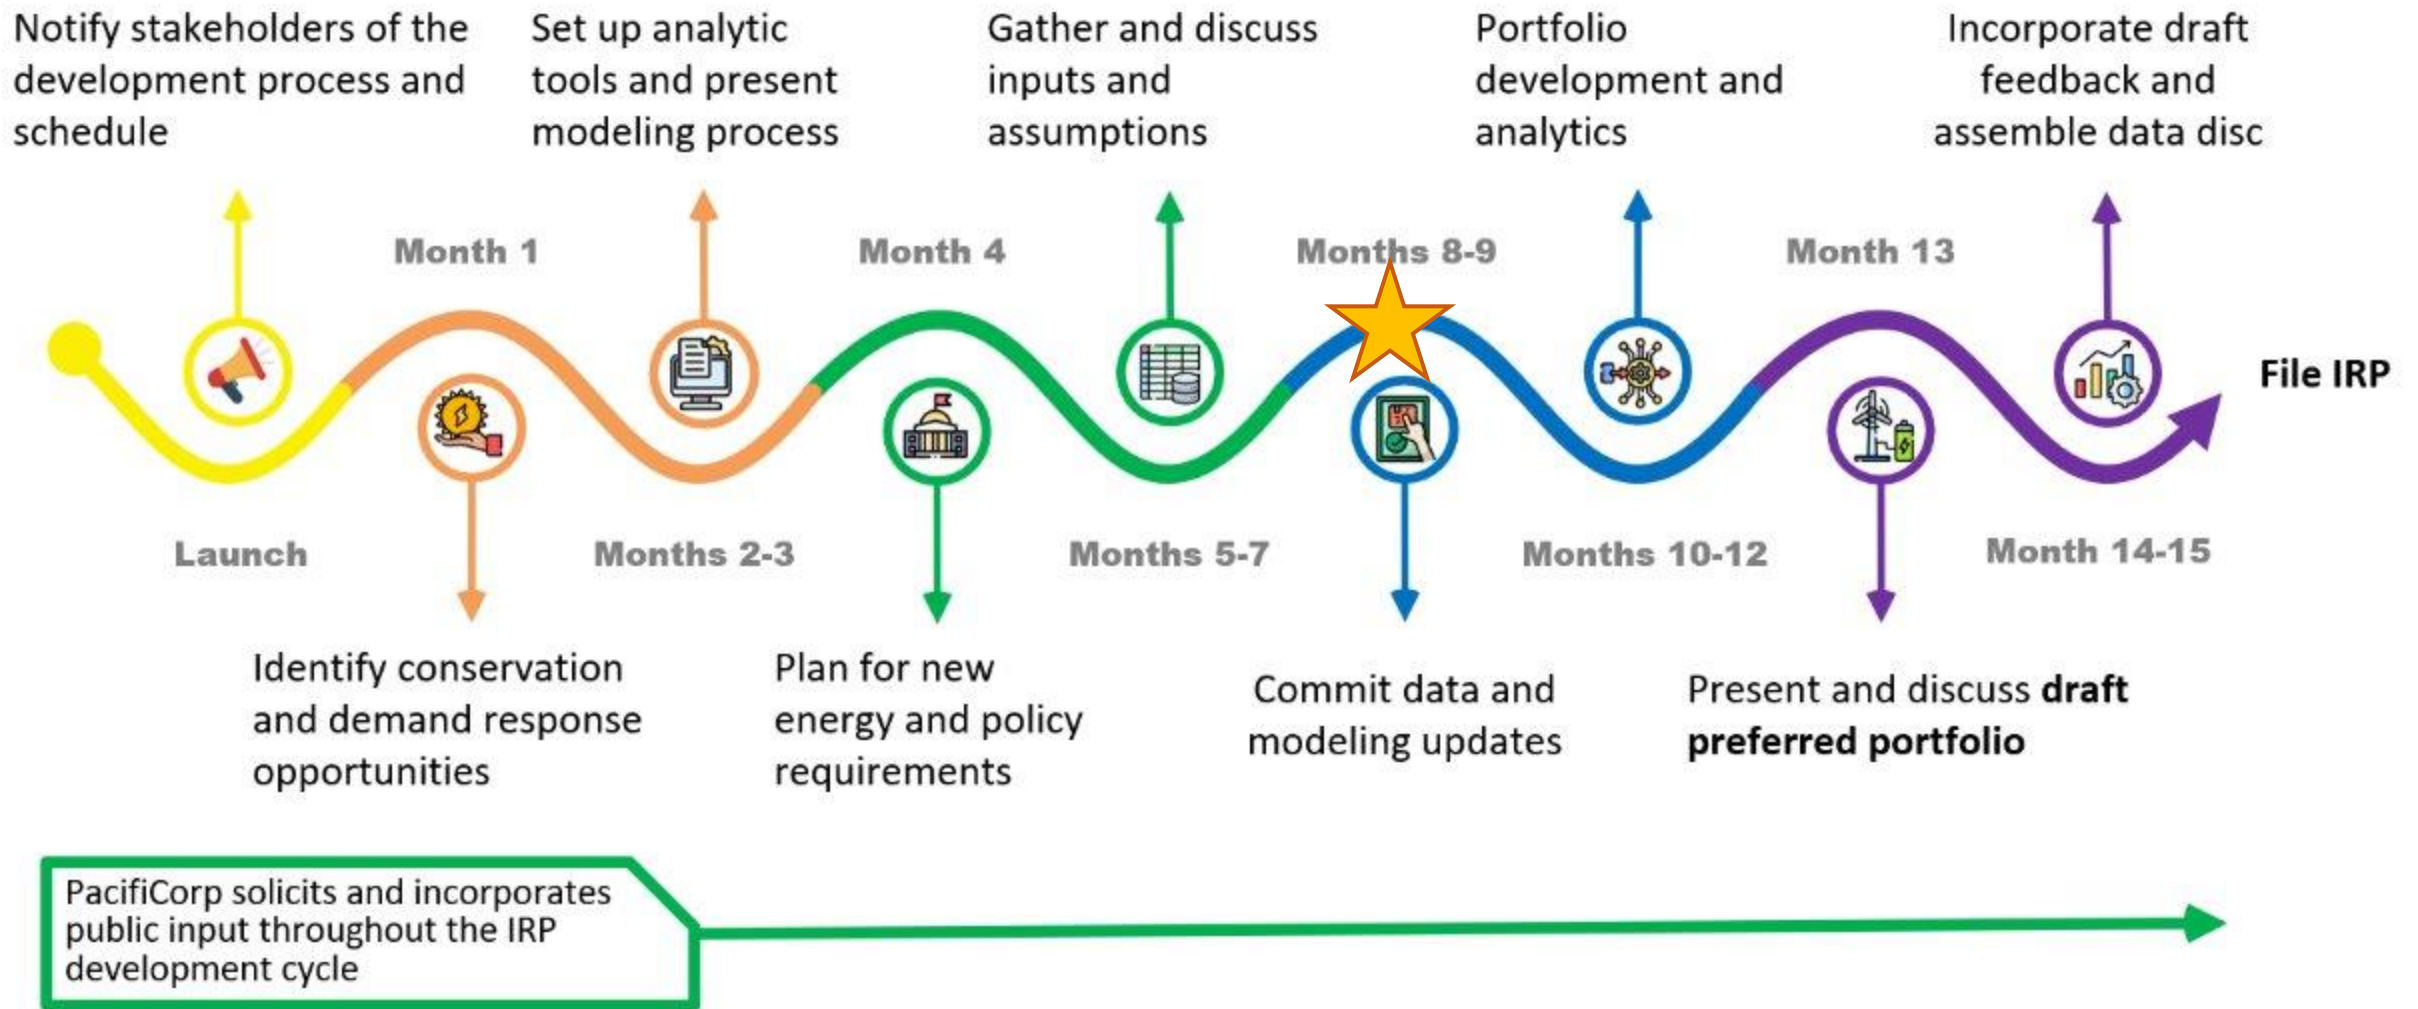 Notify stakeholders of the
development process and
schedule
Set up analytic
tools and present
modeling process
Gather and discuss
inputs and
assumptions
Portfolio
development and
analytics
Incorporate draft
feedback and
assemble data disc
Month 1
Month 4
Months 8-9
Month 13
File IRP
Launch
Months 2-3
Months 5-7
Months 10-12
Month 14-15
Identify conservation
and demand response
opportunities
Plan for new
energy and policy
requirements
Commit data and
modeling updates
Present and discuss draft
preferred portfolio
PacifiCorp solicits and incorporates
public input throughout the IRP
development cycle